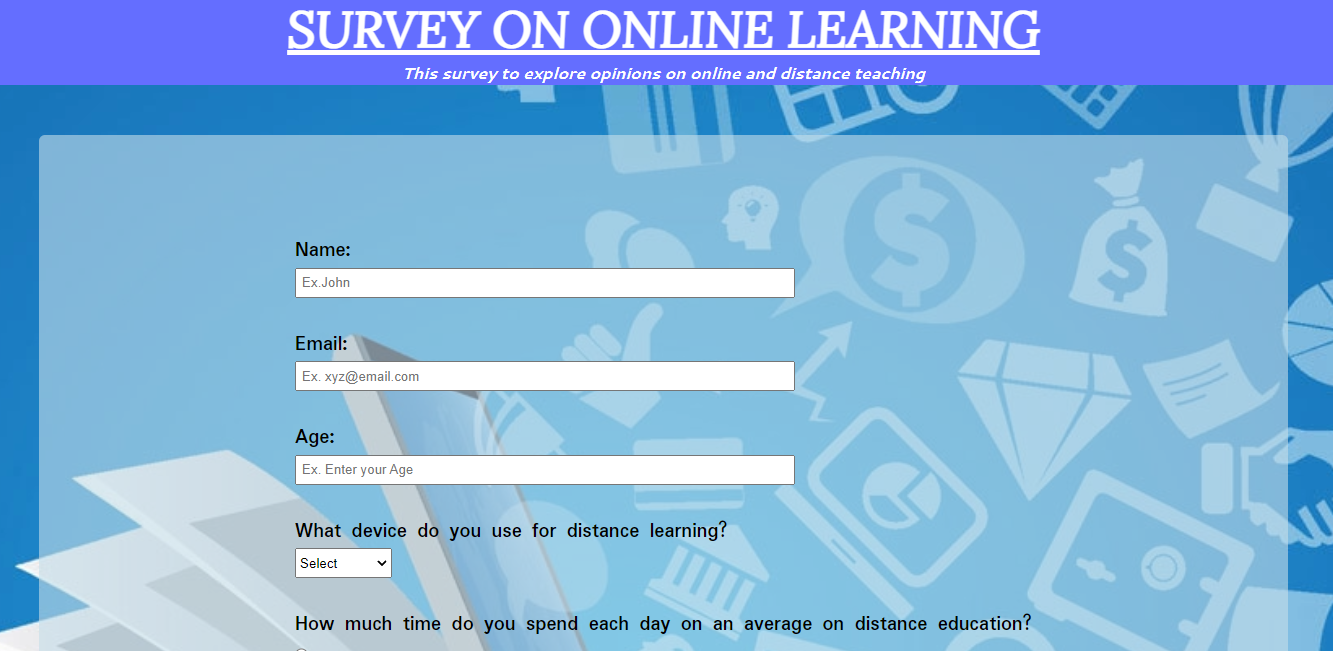 SURVEY ON ONLINE LEARNING
This survey to explore opinions on online and distance teaching
Name:
Ex.John
Email:
Ex. xyz@email.com
Age:
Ex. Enter your Age
What device do you use for distance learning?
Select
How much time do you spend each day on an average on distance education?